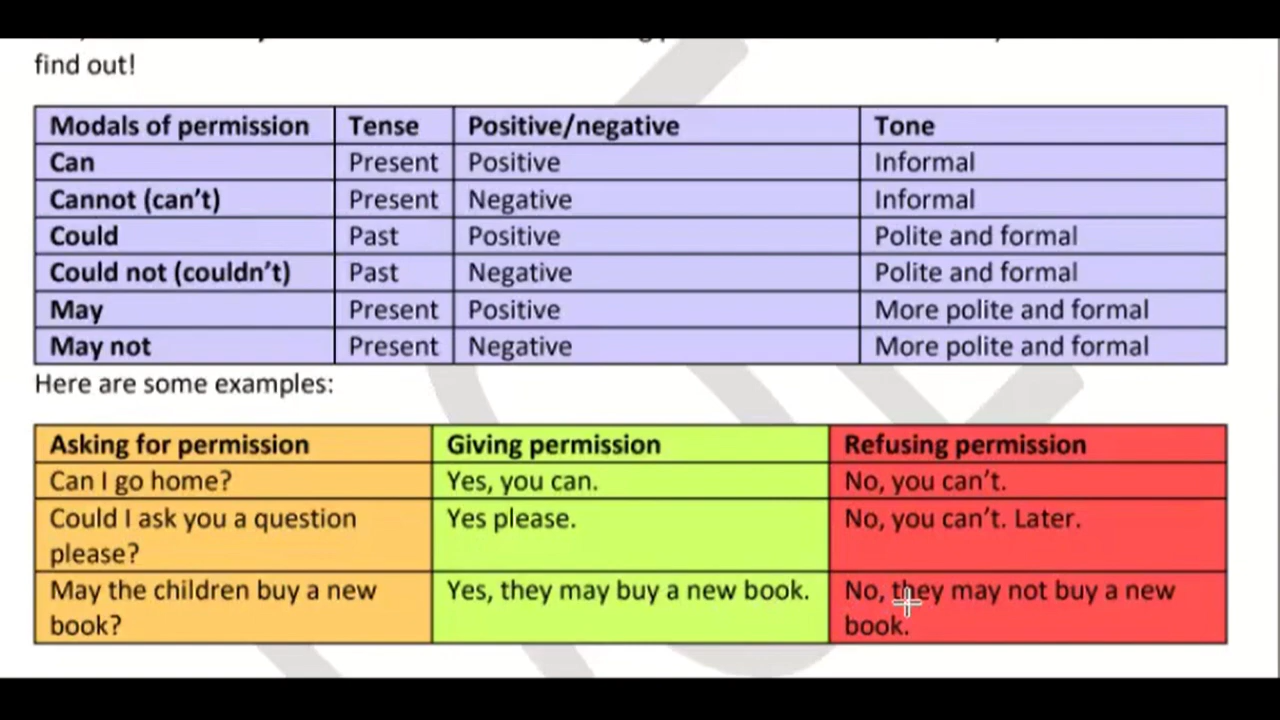 find out!
Modals of permission Tense Positive/negative Tone
Can Present Positive Informal
Cannot (can’t) Present Negative Informal
Could Past Positive Polite and formal
Could not (couldn’t) Past Negative Polite and formal
May Present Positive More polite and formal
May not Present Negative More polite and formal
Here are some examples:
Asking for permission Giving permission Refusing permission
Can I go home? Yes, you can. No, you can’t.
Could I ask you a question
please?
Yes please.
No, you can’t. Later.
May the children buy a new
book?
Yes, they may buy a new book.
No, they may not buy a new
book.